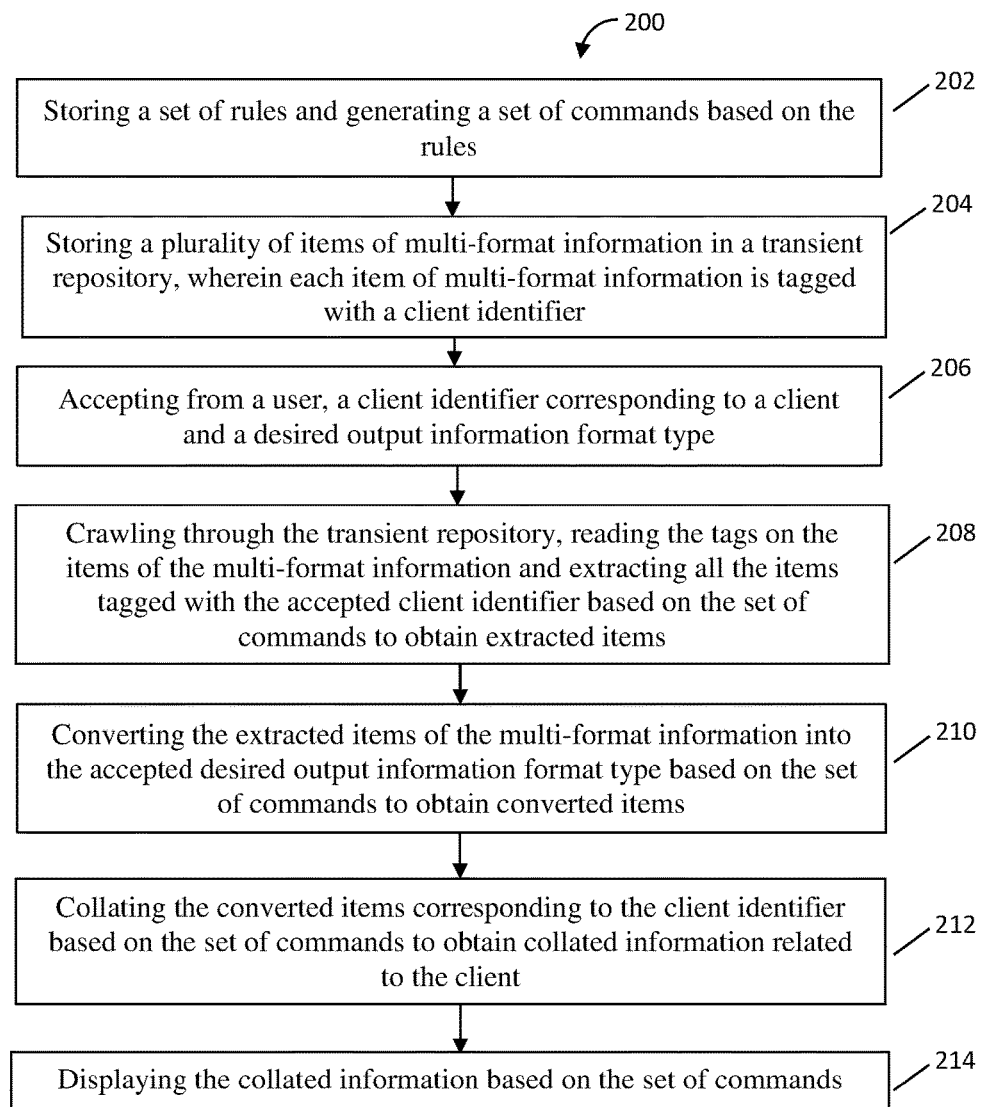 200
202
Storing a set of rules and generating a set of commands based on the
rules
204
Storing a plurality of items of multi-format information in a transient
repository, wherein each item of multi-format information is tagged
with a client identifier
206
Accepting from a user, a client identifier corresponding to a client
and a desired output information format type
208
Crawling through the transient repository, reading the tags on the
items of the multi-format information and extracting all the items
tagged with the accepted client identifier based on the set of
commands to obtain extracted items
210
Converting the extracted items of the multi-format information into
the accepted desired output information format type based on the set
of commands to obtain converted items
212
Collating the converted items corresponding to the client identifier
based on the set of commands to obtain collated information related
to the client
214
Displaying the collated information based on the set of commands